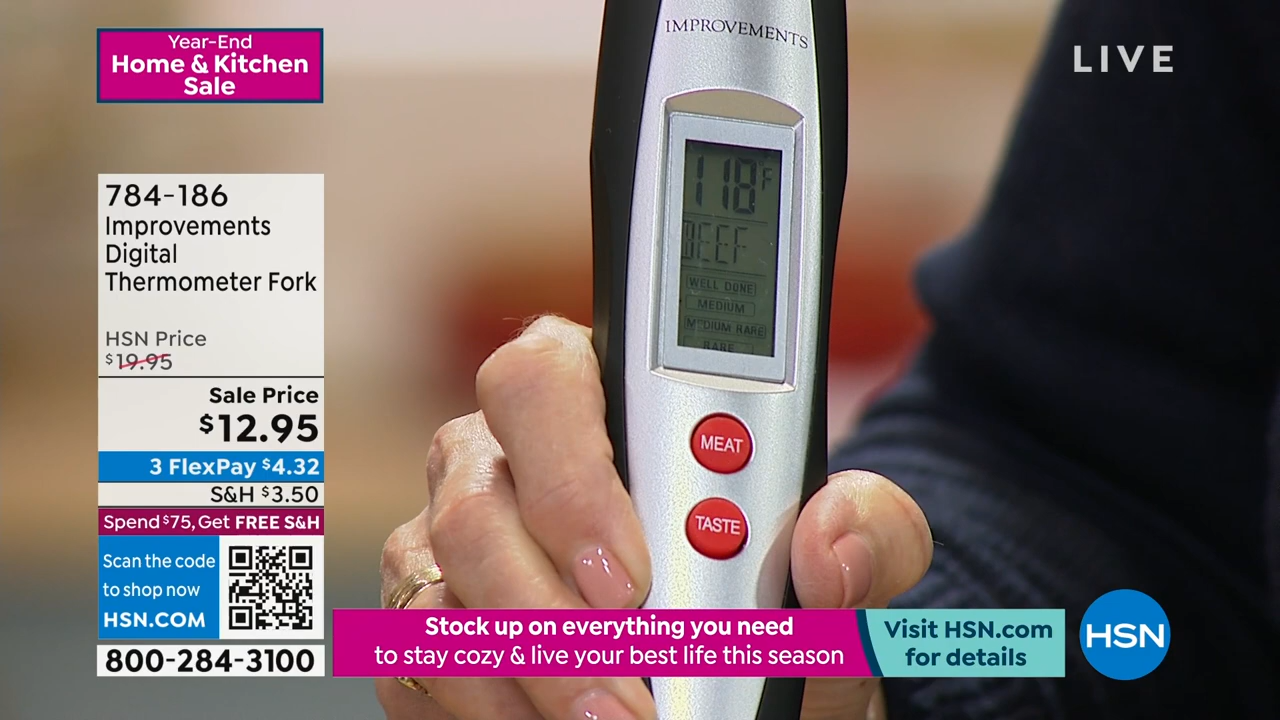 Year-End
Home & Kitchen
Sale
LIVE
784-186
Improvements
Digital
Thermometer Fork
HSN Price
$19.95
Sale Price
$12.95
3 FlexPay $4.32
S&H $3.50
Spend $75, Get FREE S&H
Scan the code
to shop now
HSN.COM
800-284-3100
IMPROVEMENTS
118 F
BEEF
WELL DONE
MEDIUM
MEDIUM RARE
RARE
MEAT
TASTE
Stock up on everything you need
to stay cozy & live your best life this season
Visit HSN.com
for details
HSN